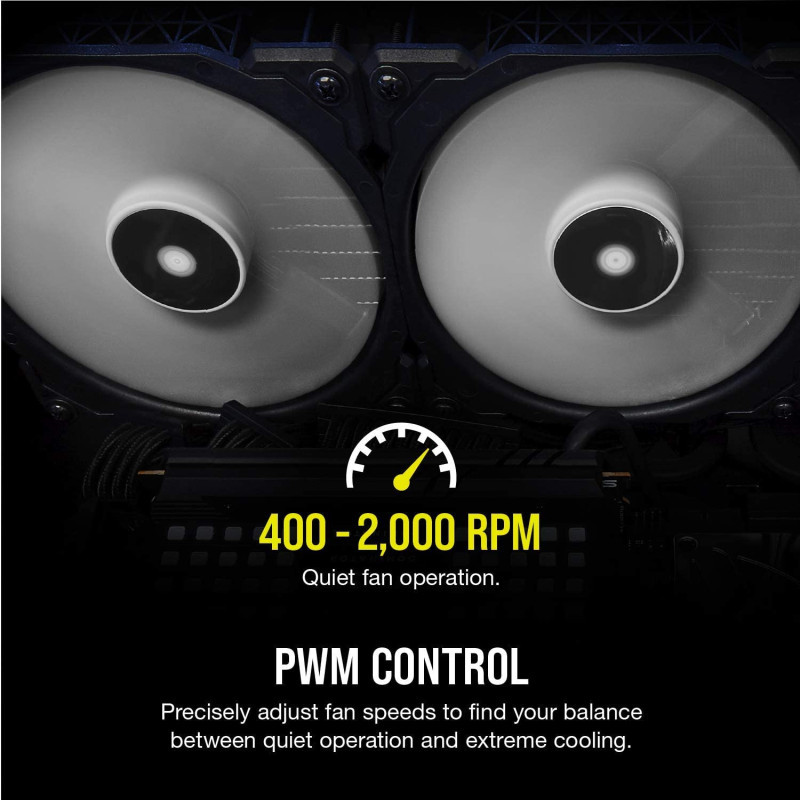 400 - 2,000 RPM
Quiet fan operation.
PWM CONTROL
Precisely adjust fan speeds to find your balance
between quiet operation and extreme cooling.